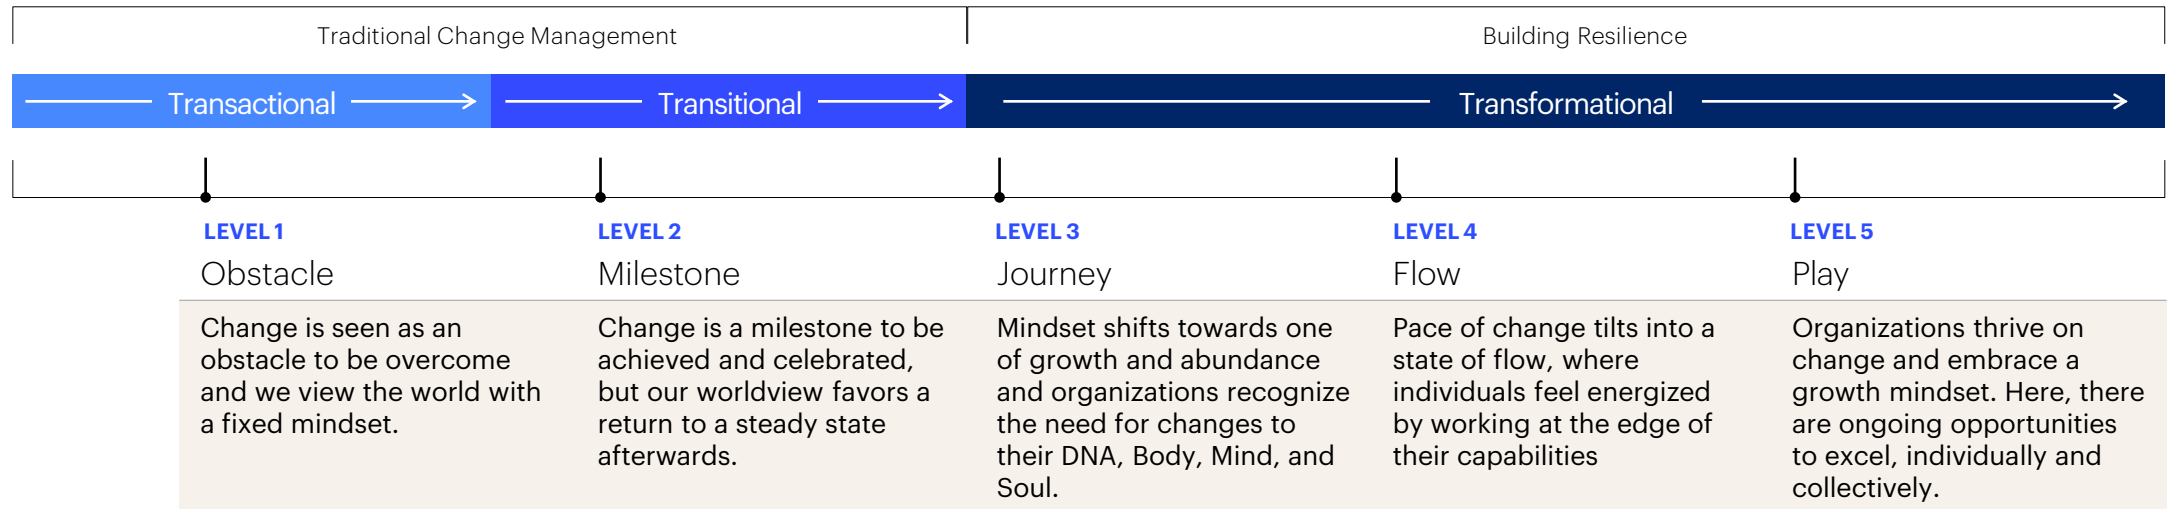 Traditional Change Management
Building Resilience
Transactional
Transitional
Transformational
LEVEL 1
Obstacle
Change is seen as an
obstacle to be overcome
and we view the world with
a fixed mindset.
LEVEL 2
Milestone
Change is a milestone to be
achieved and celebrated,
but our worldview favors a
return to a steady state
afterwards.
LEVEL 3
Journey
Mindset shifts towards one
of growth and abundance
and organizations recognize
the need for changes to
their DNA, Body, Mind, and
Soul.
LEVEL 4
Flow
Pace of change tilts into a
state of flow, where
individuals feel energized
by working at the edge of
their capabilities
LEVEL 5
Play
Organizations thrive on
change and embrace a
growth mindset. Here, there
are ongoing opportunities
to excel, individually and
collectively.